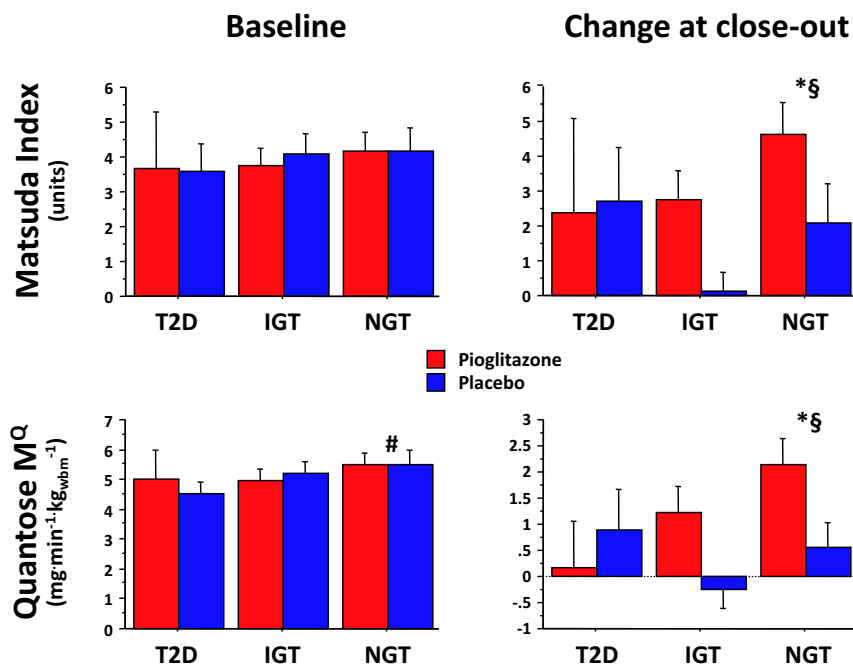 Baseline
Change at close-out
Matsuda Index
(units)
6
5
4
3
2
1
0
T2D
IGT
NGT
6
5
4
3
2
1
0
*§
T2D
IGT
NGT
Pioglitazone
Placebo
Quantose M^Q
(mg·min⁻¹·kg_wbm⁻¹)
7
6
5
4
3
2
1
0
#
T2D
IGT
NGT
3
2.5
2
1.5
1
.5
0
-.5
-1
*§
T2D
IGT
NGT